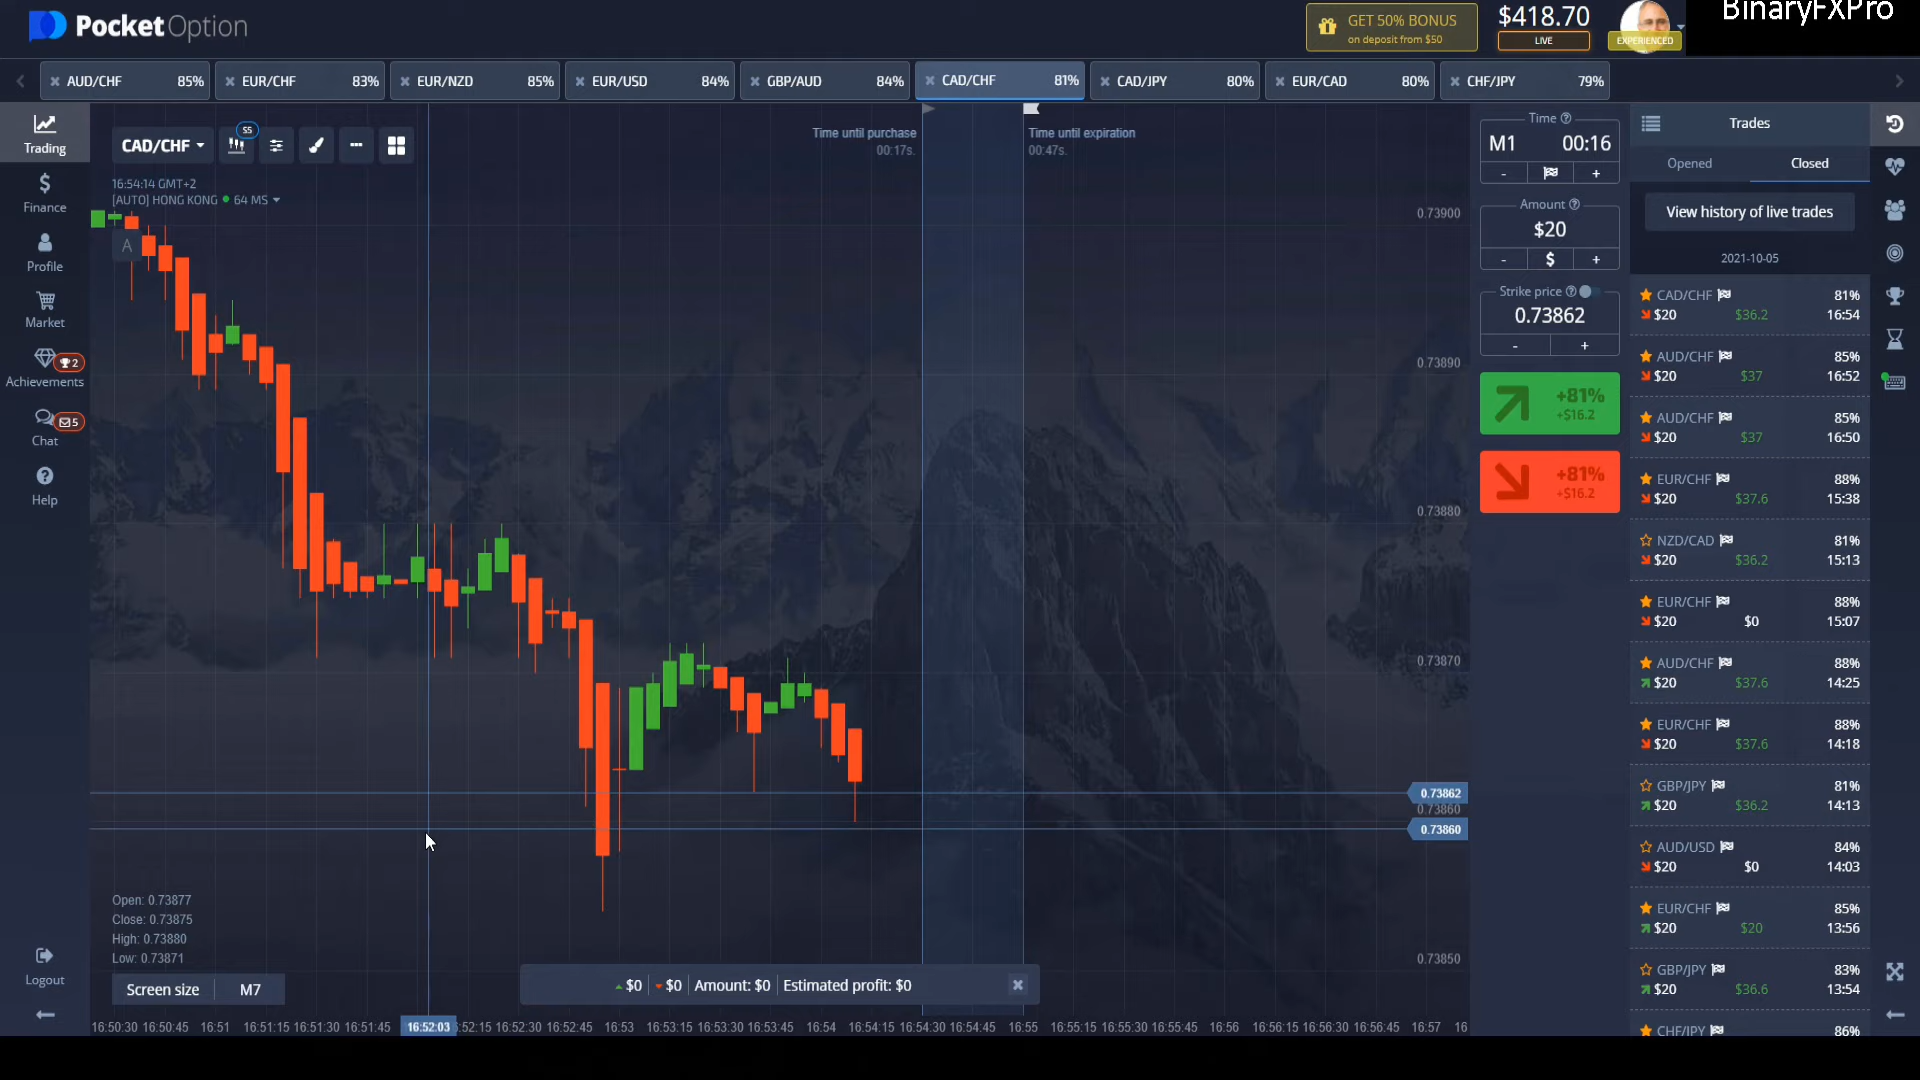 PocketOption
GET 50% BONUS
on deposit from $50
$418.70
LIVE
EXPERIENCED
BinaryFXPro
AUD/CHF 85%
EUR/CHF 83%
EUR/NZD 85%
EUR/USD 84%
GBP/AUD 84%
CAD/CHF 81%
CAD/JPY 80%
EUR/CAD 80%
CHF/JPY 79%
Trading
Finance
Profile
Market
Achievements
2
Chat
5
Help
Logout
CAD/CHF
S5
16:54:14 GMT+2
[AUTO] HONG KONG 64 MS
A
Time until purchase
00:17s.
Time until expiration
00:47s.
0.73900
0.73890
0.73880
0.73870
0.73862
0.73860
0.73860
0.73850
Open: 0.73877
Close: 0.73875
High: 0.73880
Low: 0.73871
Screen size M7
$0 $0 Amount: $0 Estimated profit: $0
16:50:30 16:50:45 16:51 16:51:15 16:51:30 16:51:45 16:52:03 :52:15 16:52:30 16:52:45 16:53 16:53:15 16:53:30 16:53:45 16:54 16:54:15 16:54:30 16:54:45 16:55 16:55:15 16:55:30 16:55:45 16:56 16:56:15 16:56:30 16:56:45 16:57 16
Time
M1 00:16
- +
Amount
$20
- $ +
Strike price
0.73862
- +
+81%
+$16.2
+81%
+$16.2
Trades
Opened Closed
View history of live trades
2021-10-05
CAD/CHF 81%
$20 $36.2 16:54
AUD/CHF 85%
$20 $37 16:52
AUD/CHF 85%
$20 $37 16:50
EUR/CHF 88%
$20 $37.6 15:38
NZD/CAD 81%
$20 $36.2 15:13
EUR/CHF 88%
$20 $0 15:07
AUD/CHF 88%
$20 $37.6 14:25
EUR/CHF 88%
$20 $37.6 14:18
GBP/JPY 81%
$20 $36.2 14:13
AUD/USD 84%
$20 $0 14:03
EUR/CHF 85%
$20 $20 13:56
GBP/JPY 83%
$20 $36.6 13:54
CHF/JPY 86%